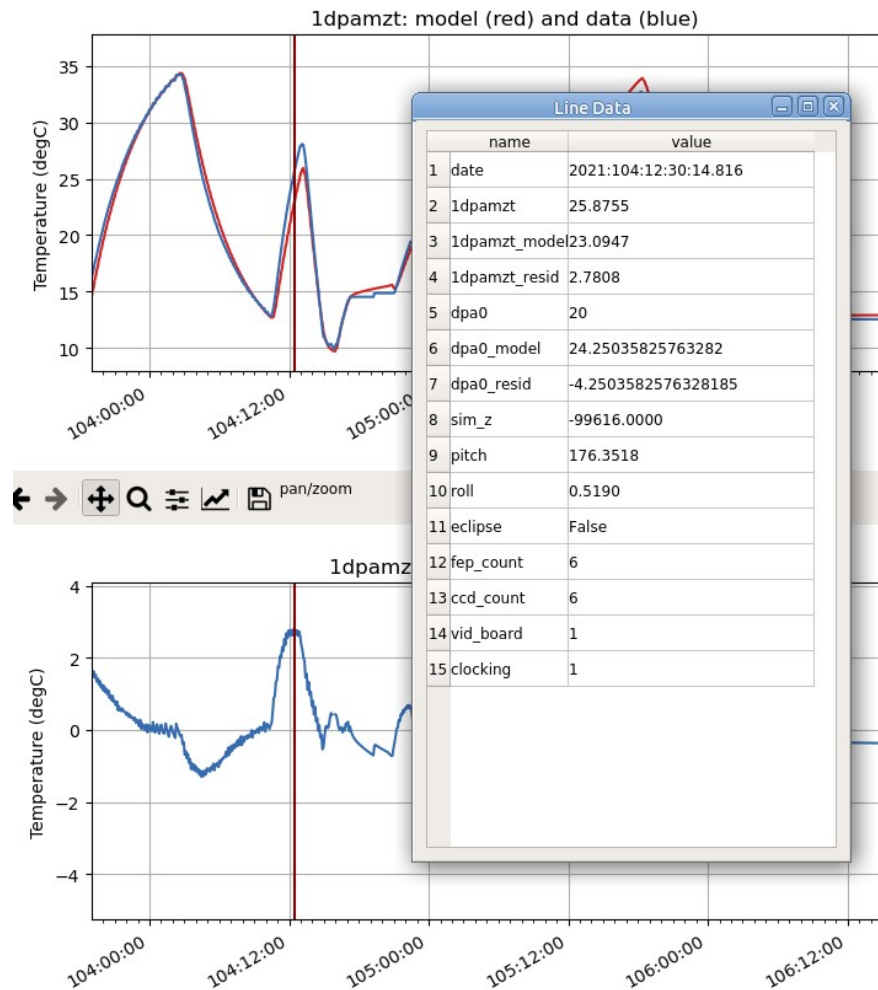 1dpamzt: model (red) and data (blue)
35
30
25
20
15
10
Temperature (degC)
104:00:00
104:12:00
105:00:0
Line Data
name value
1 date 2021:104:12:30:14.816
2 1dpamzt 25.8755
3 1dpamzt_model 23.0947
4 1dpamzt_resid 2.7808
5 dpa0 20
6 dpa0_model 24.25035825763282
7 dpa0_resid -4.2503582576328185
8 sim_z -99616.0000
9 pitch 176.3518
10 roll 0.5190
11 eclipse False
12 fep_count 6
13 ccd_count 6
14 vid_board 1
15 clocking 1
pan/zoom
1dpamz
4
2
0
−2
−4
Temperature (degC)
104:00:00
104:12:00
105:00:00
105:12:00
106:00:00
106:12:00